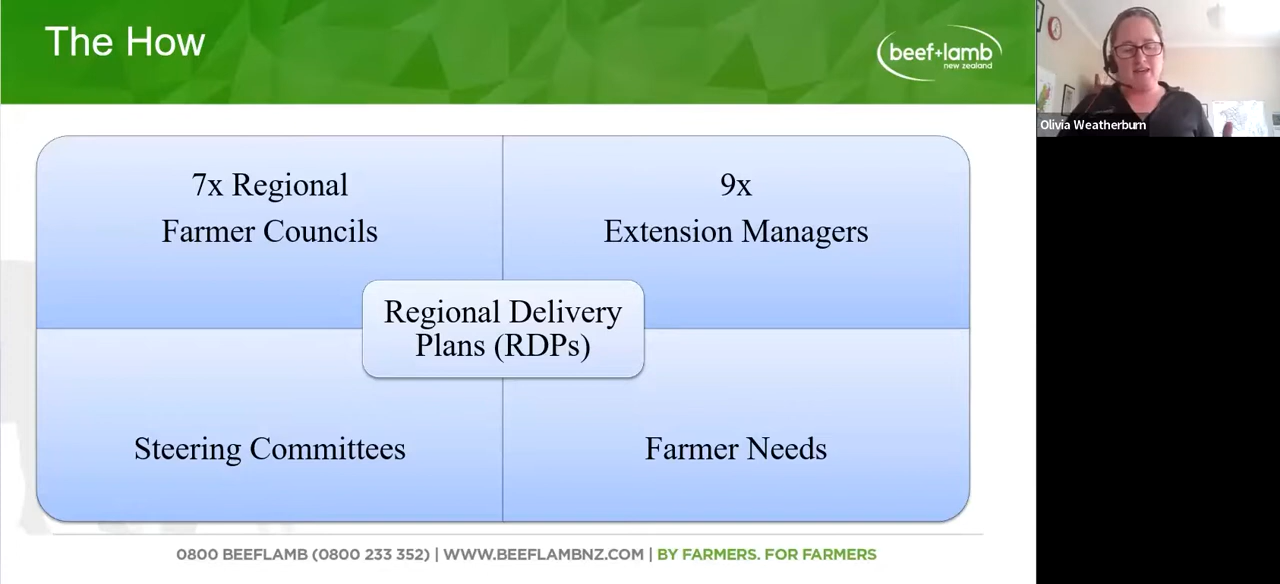 The How
beef+lamb
new zealand
Olivia Weatherburn
7x Regional
Farmer Councils
9x
Extension Managers
Regional Delivery
Plans (RDPs)
Steering Committees
Farmer Needs
0800 BEEFLAMB (0800 233 352) | WWW.BEEFLAMBNZ.COM | BY FARMERS. FOR FARMERS